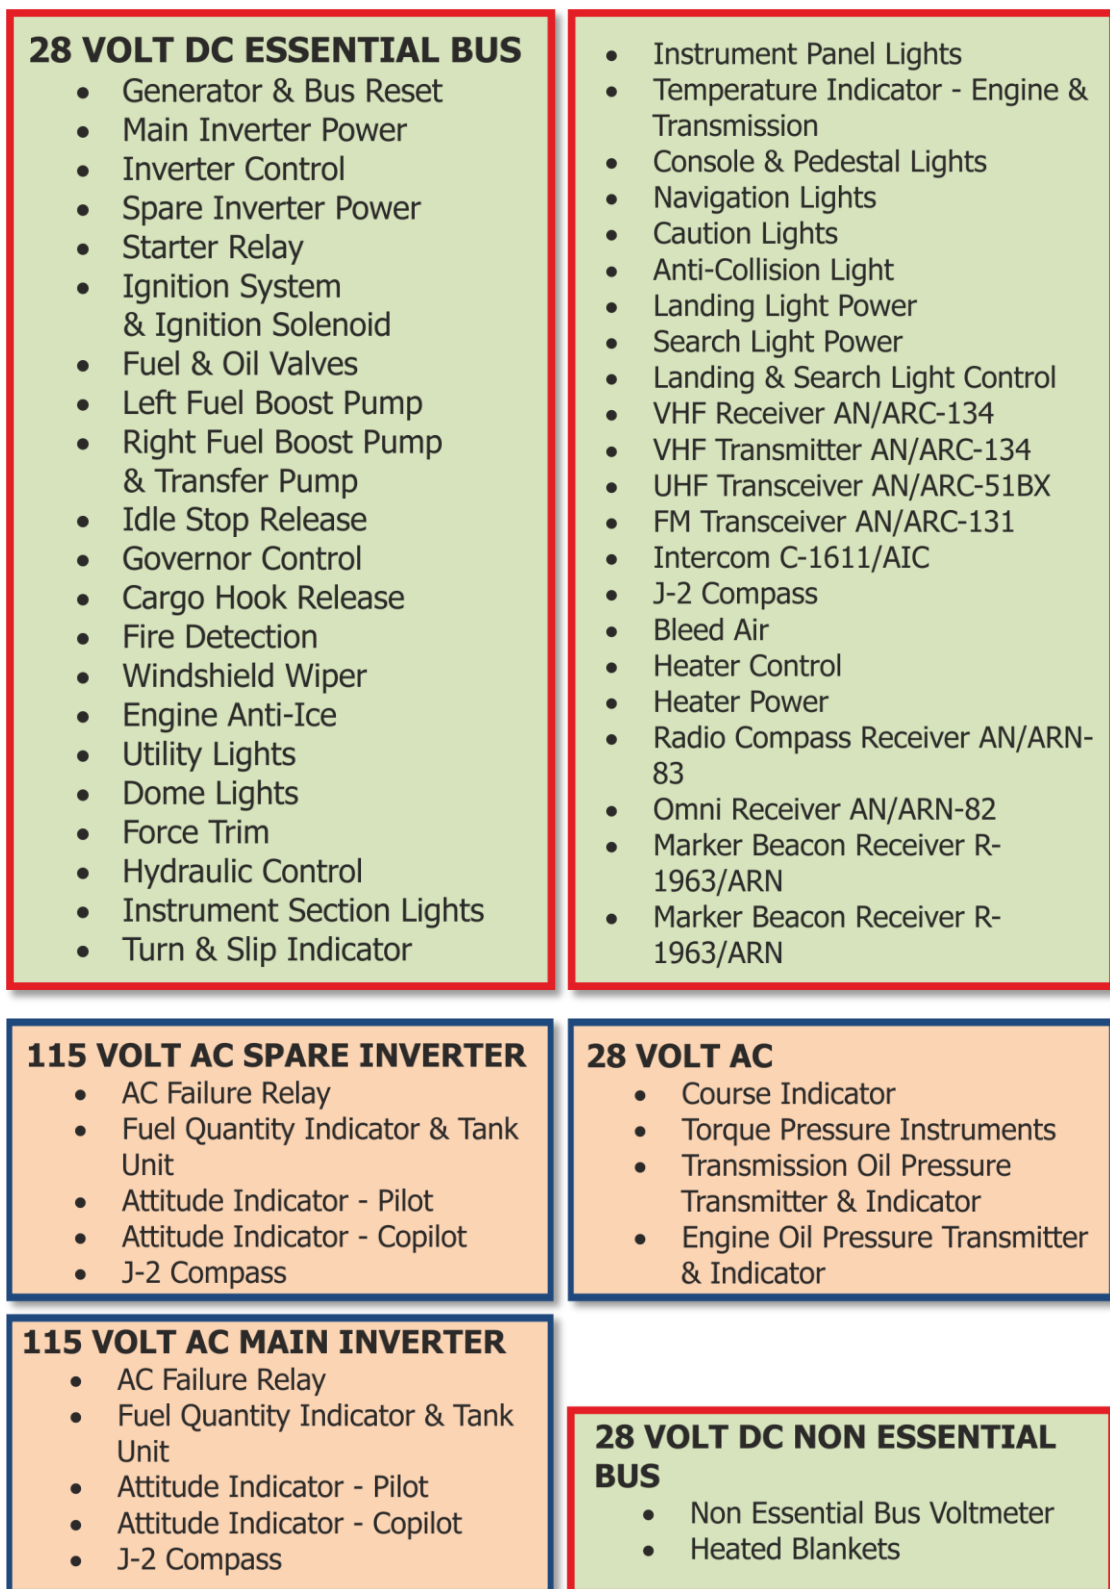 28 VOLT DC ESSENTIAL BUS
• Generator & Bus Reset
• Main Inverter Power
• Inverter Control
• Spare Inverter Power
• Starter Relay
• Ignition System
& Ignition Solenoid
• Fuel & Oil Valves
• Left Fuel Boost Pump
• Right Fuel Boost Pump
& Transfer Pump
• Idle Stop Release
• Governor Control
• Cargo Hook Release
• Fire Detection
• Windshield Wiper
• Engine Anti-Ice
• Utility Lights
• Dome Lights
• Force Trim
• Hydraulic Control
• Instrument Section Lights
• Turn & Slip Indicator
• Instrument Panel Lights
• Temperature Indicator - Engine &
Transmission
• Console & Pedestal Lights
• Navigation Lights
• Caution Lights
• Anti-Collision Light
• Landing Light Power
• Search Light Power
• Landing & Search Light Control
• VHF Receiver AN/ARC-134
• VHF Transmitter AN/ARC-134
• UHF Transceiver AN/ARC-51BX
• FM Transceiver AN/ARC-131
• Intercom C-1611/AIC
• J-2 Compass
• Bleed Air
• Heater Control
• Heater Power
• Radio Compass Receiver AN/ARN-
83
• Omni Receiver AN/ARN-82
• Marker Beacon Receiver R-
1963/ARN
• Marker Beacon Receiver R-
1963/ARN
115 VOLT AC SPARE INVERTER
• AC Failure Relay
• Fuel Quantity Indicator & Tank
Unit
• Attitude Indicator - Pilot
• Attitude Indicator - Copilot
• J-2 Compass
28 VOLT AC
• Course Indicator
• Torque Pressure Instruments
• Transmission Oil Pressure
Transmitter & Indicator
• Engine Oil Pressure Transmitter
& Indicator
115 VOLT AC MAIN INVERTER
• AC Failure Relay
• Fuel Quantity Indicator & Tank
Unit
• Attitude Indicator - Pilot
• Attitude Indicator - Copilot
• J-2 Compass
28 VOLT DC NON ESSENTIAL
BUS
• Non Essential Bus Voltmeter
• Heated Blankets